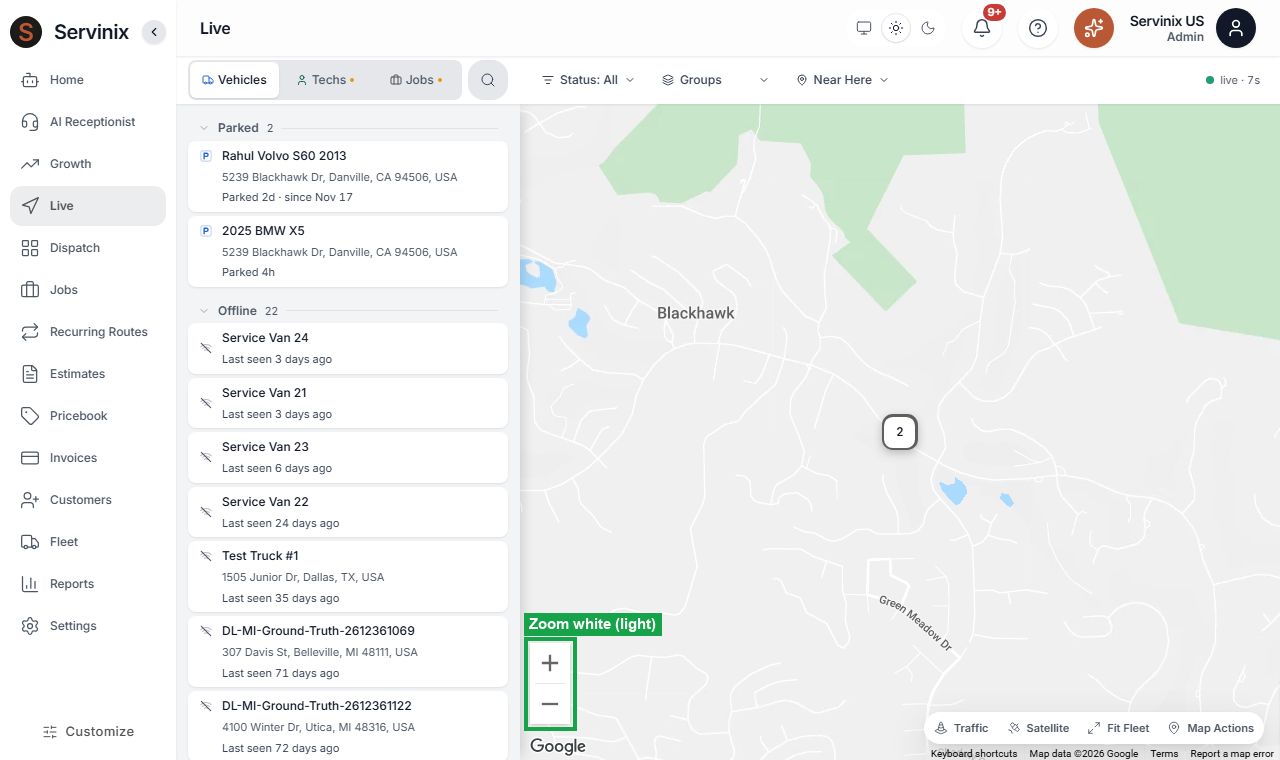 S Servinix
Home
AI Receptionist
Growth
Live
Dispatch
Jobs
Recurring Routes
Estimates
Pricebook
Invoices
Customers
Fleet
Reports
Settings
Customize
Live
9+
Servinix US
Admin
Vehicles
Techs
Jobs
Status: All
Groups
Near Here
live · 7s
Parked 2
P Rahul Volvo S60 2013
5239 Blackhawk Dr, Danville, CA 94506, USA
Parked 2d · since Nov 17
P 2025 BMW X5
5239 Blackhawk Dr, Danville, CA 94506, USA
Parked 4h
Offline 22
Service Van 24
Last seen 3 days ago
Service Van 21
Last seen 3 days ago
Service Van 23
Last seen 6 days ago
Service Van 22
Last seen 24 days ago
Test Truck #1
1505 Junior Dr, Dallas, TX, USA
Last seen 35 days ago
DL-MI-Ground-Truth-2612361069
307 Davis St, Belleville, MI 48111, USA
Last seen 71 days ago
DL-MI-Ground-Truth-2612361122
4100 Winter Dr, Utica, MI 48316, USA
Last seen 72 days ago
Blackhawk
2
Green Meadow Dr
Zoom white (light)
+
−
Google
Traffic
Satellite
Fit Fleet
Map Actions
Keyboard shortcuts
Map data ©2026 Google
Terms
Report a map error